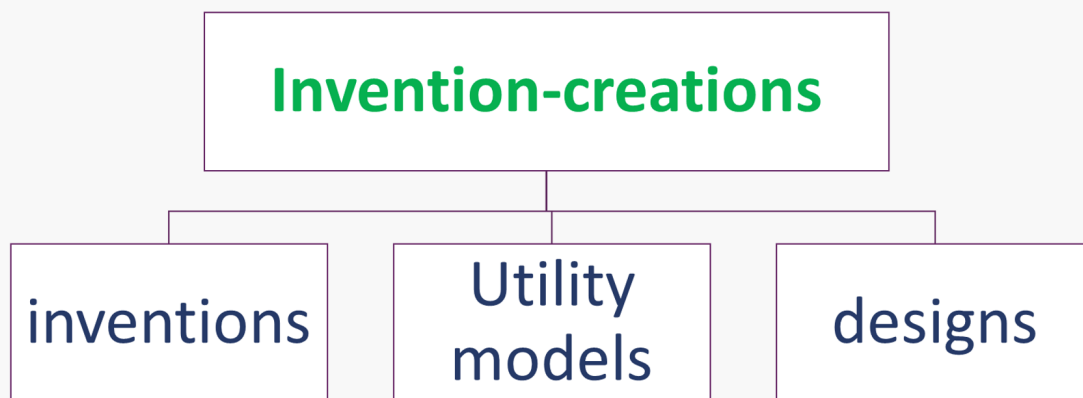 Invention-creations
inventions
Utility
models
designs